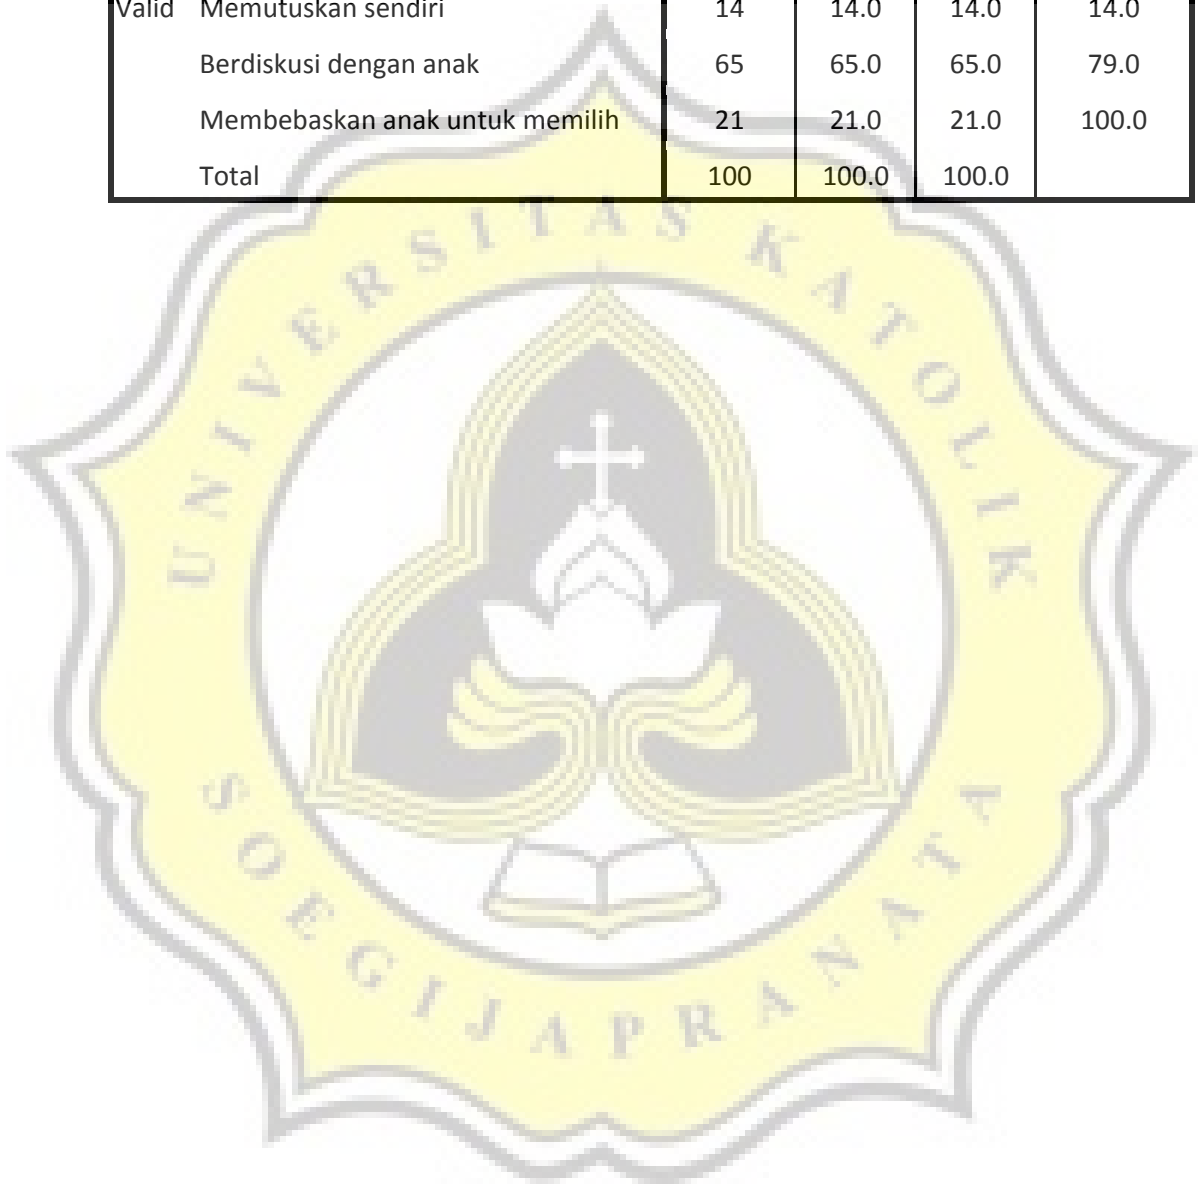 Valid Memutuskan sendiri 14 14.0 14.0 14.0
Berdiskusi dengan anak 65 65.0 65.0 79.0
Membebaskan anak untuk memilih 21 21.0 21.0 100.0
Total 100 100.0 100.0
UNIVERSITAS KATOLIK
SOEGIJAPRANATA